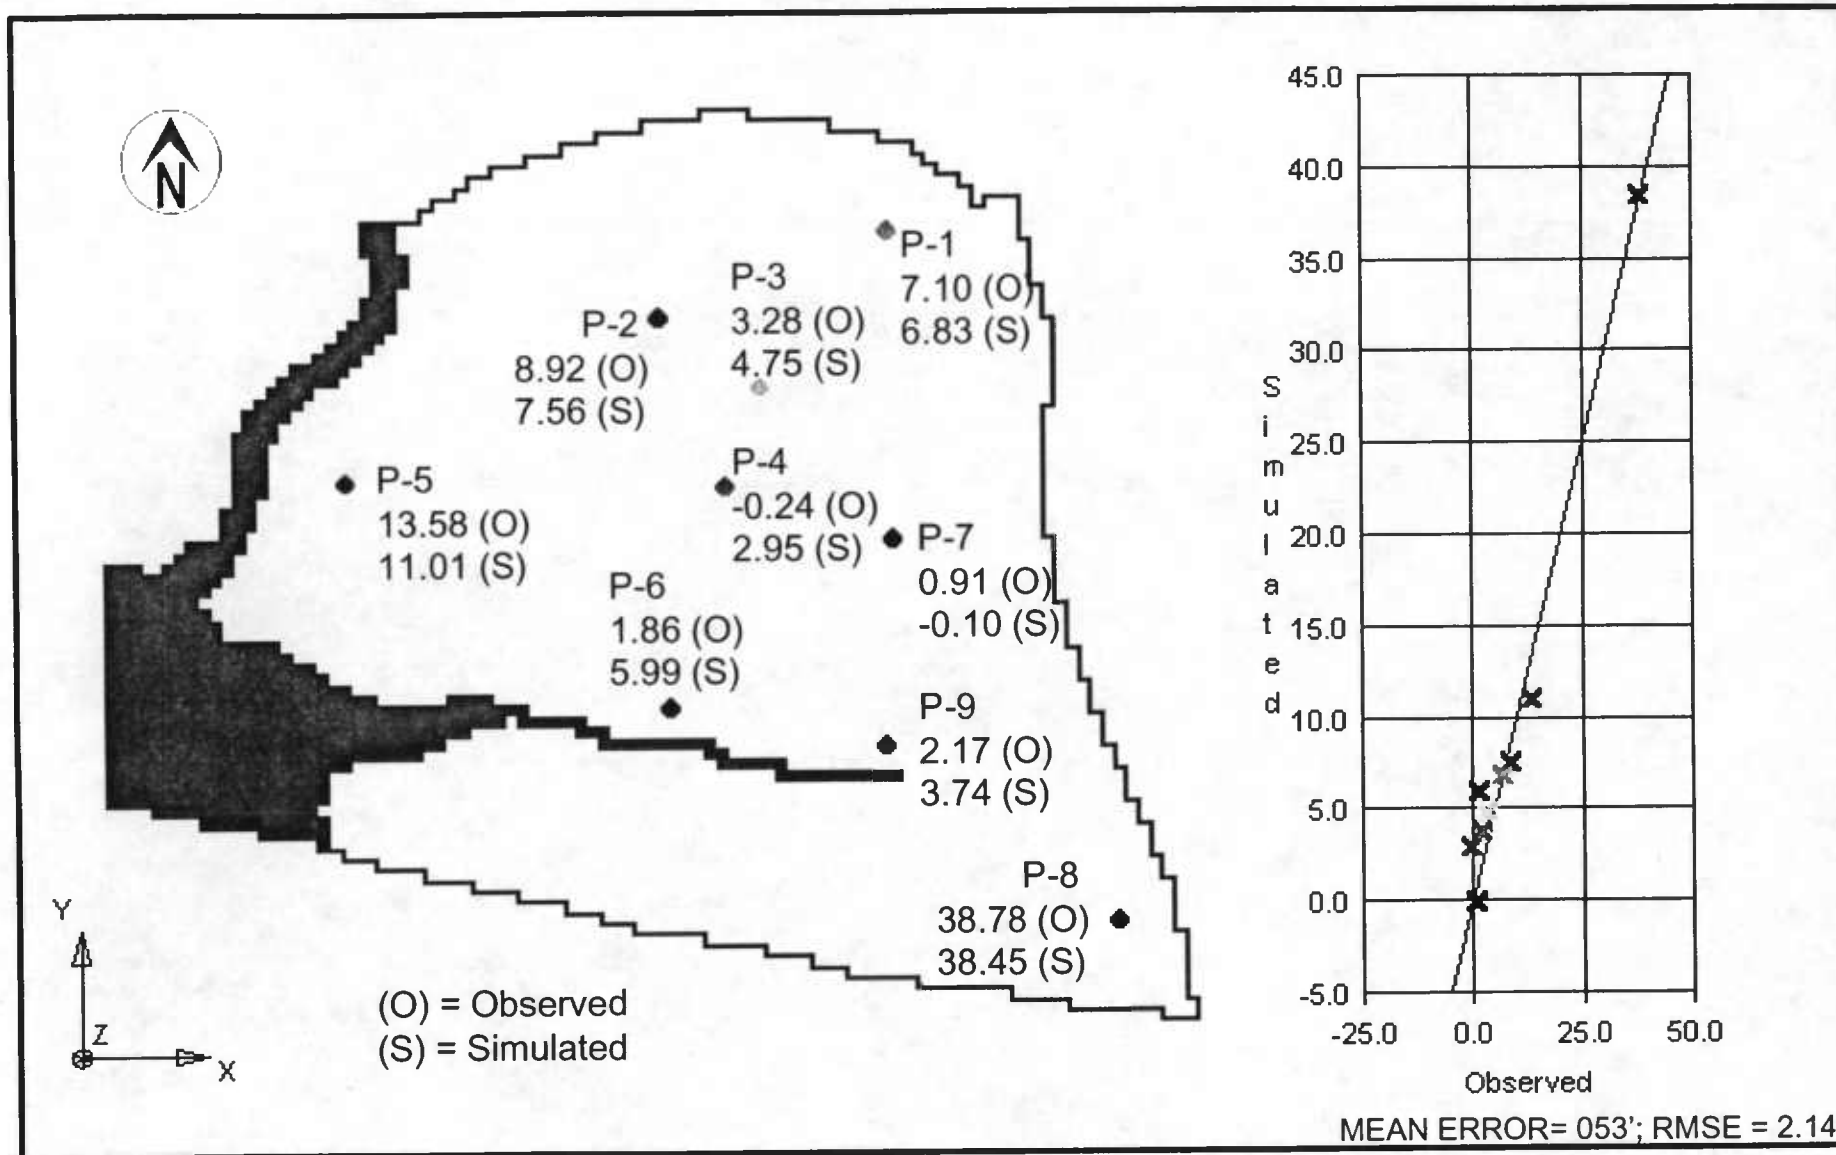 N
P-1
7.10 (O)
6.83 (S)
P-3
3.28 (O)
4.75 (S)
P-2
8.92 (O)
7.56 (S)
P-5
13.58 (O)
11.01 (S)
P-4
-0.24 (O)
2.95 (S)
P-7
0.91 (O)
-0.10 (S)
P-6
1.86 (O)
5.99 (S)
P-9
2.17 (O)
3.74 (S)
P-8
38.78 (O)
38.45 (S)
Y
Z
X
(O) = Observed
(S) = Simulated
Simulated
45.0
40.0
35.0
30.0
25.0
20.0
15.0
10.0
5.0
0.0
-5.0
-25.0 0.0 25.0 50.0
Observed
MEAN ERROR= 053'; RMSE = 2.14